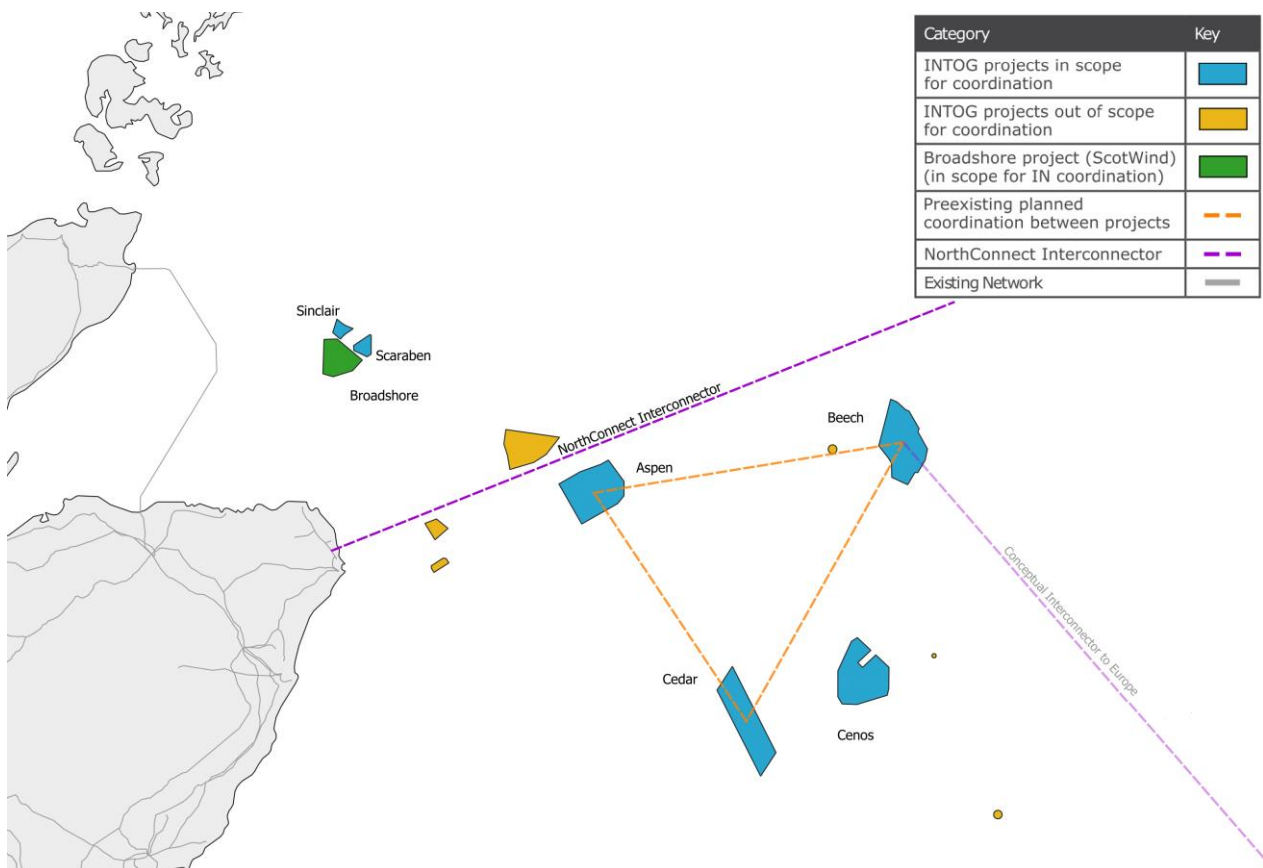 Category Key
INTOG projects in scope
for coordination
INTOG projects out of scope
for coordination
Broadshore project (ScotWind)
(in scope for IN coordination)
Preexisting planned
coordination between projects
NorthConnect Interconnector
Existing Network
Sinclair
Scaraben
Broadshore
NorthConnect Interconnector
Beech
Aspen
Conceptual Interconnector to Europe
Cedar
Cenos